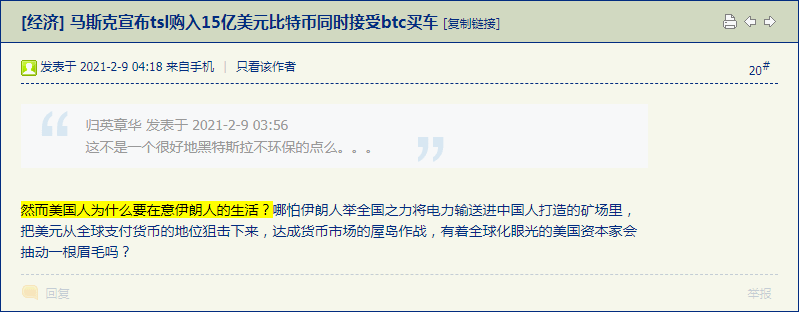 [经济] 马斯克宣布tsl购入15亿美元比特币同时接受btc买车 [复制链接]
发表于 2021-2-9 04:18 来自手机 | 只看该作者
20#
归英章华 发表于 2021-2-9 03:56
这不是一个很好地黑特斯拉不环保的点么。。。
然而美国人为什么要在意伊朗人的生活？哪怕伊朗人举全国之力将电力输送进中国人打造的矿场里，
把美元从全球支付货币的地位狙击下来，达成货币市场的屋岛作战，有着全球化眼光的美国资本家会
抽动一根眉毛吗？
回复
举报